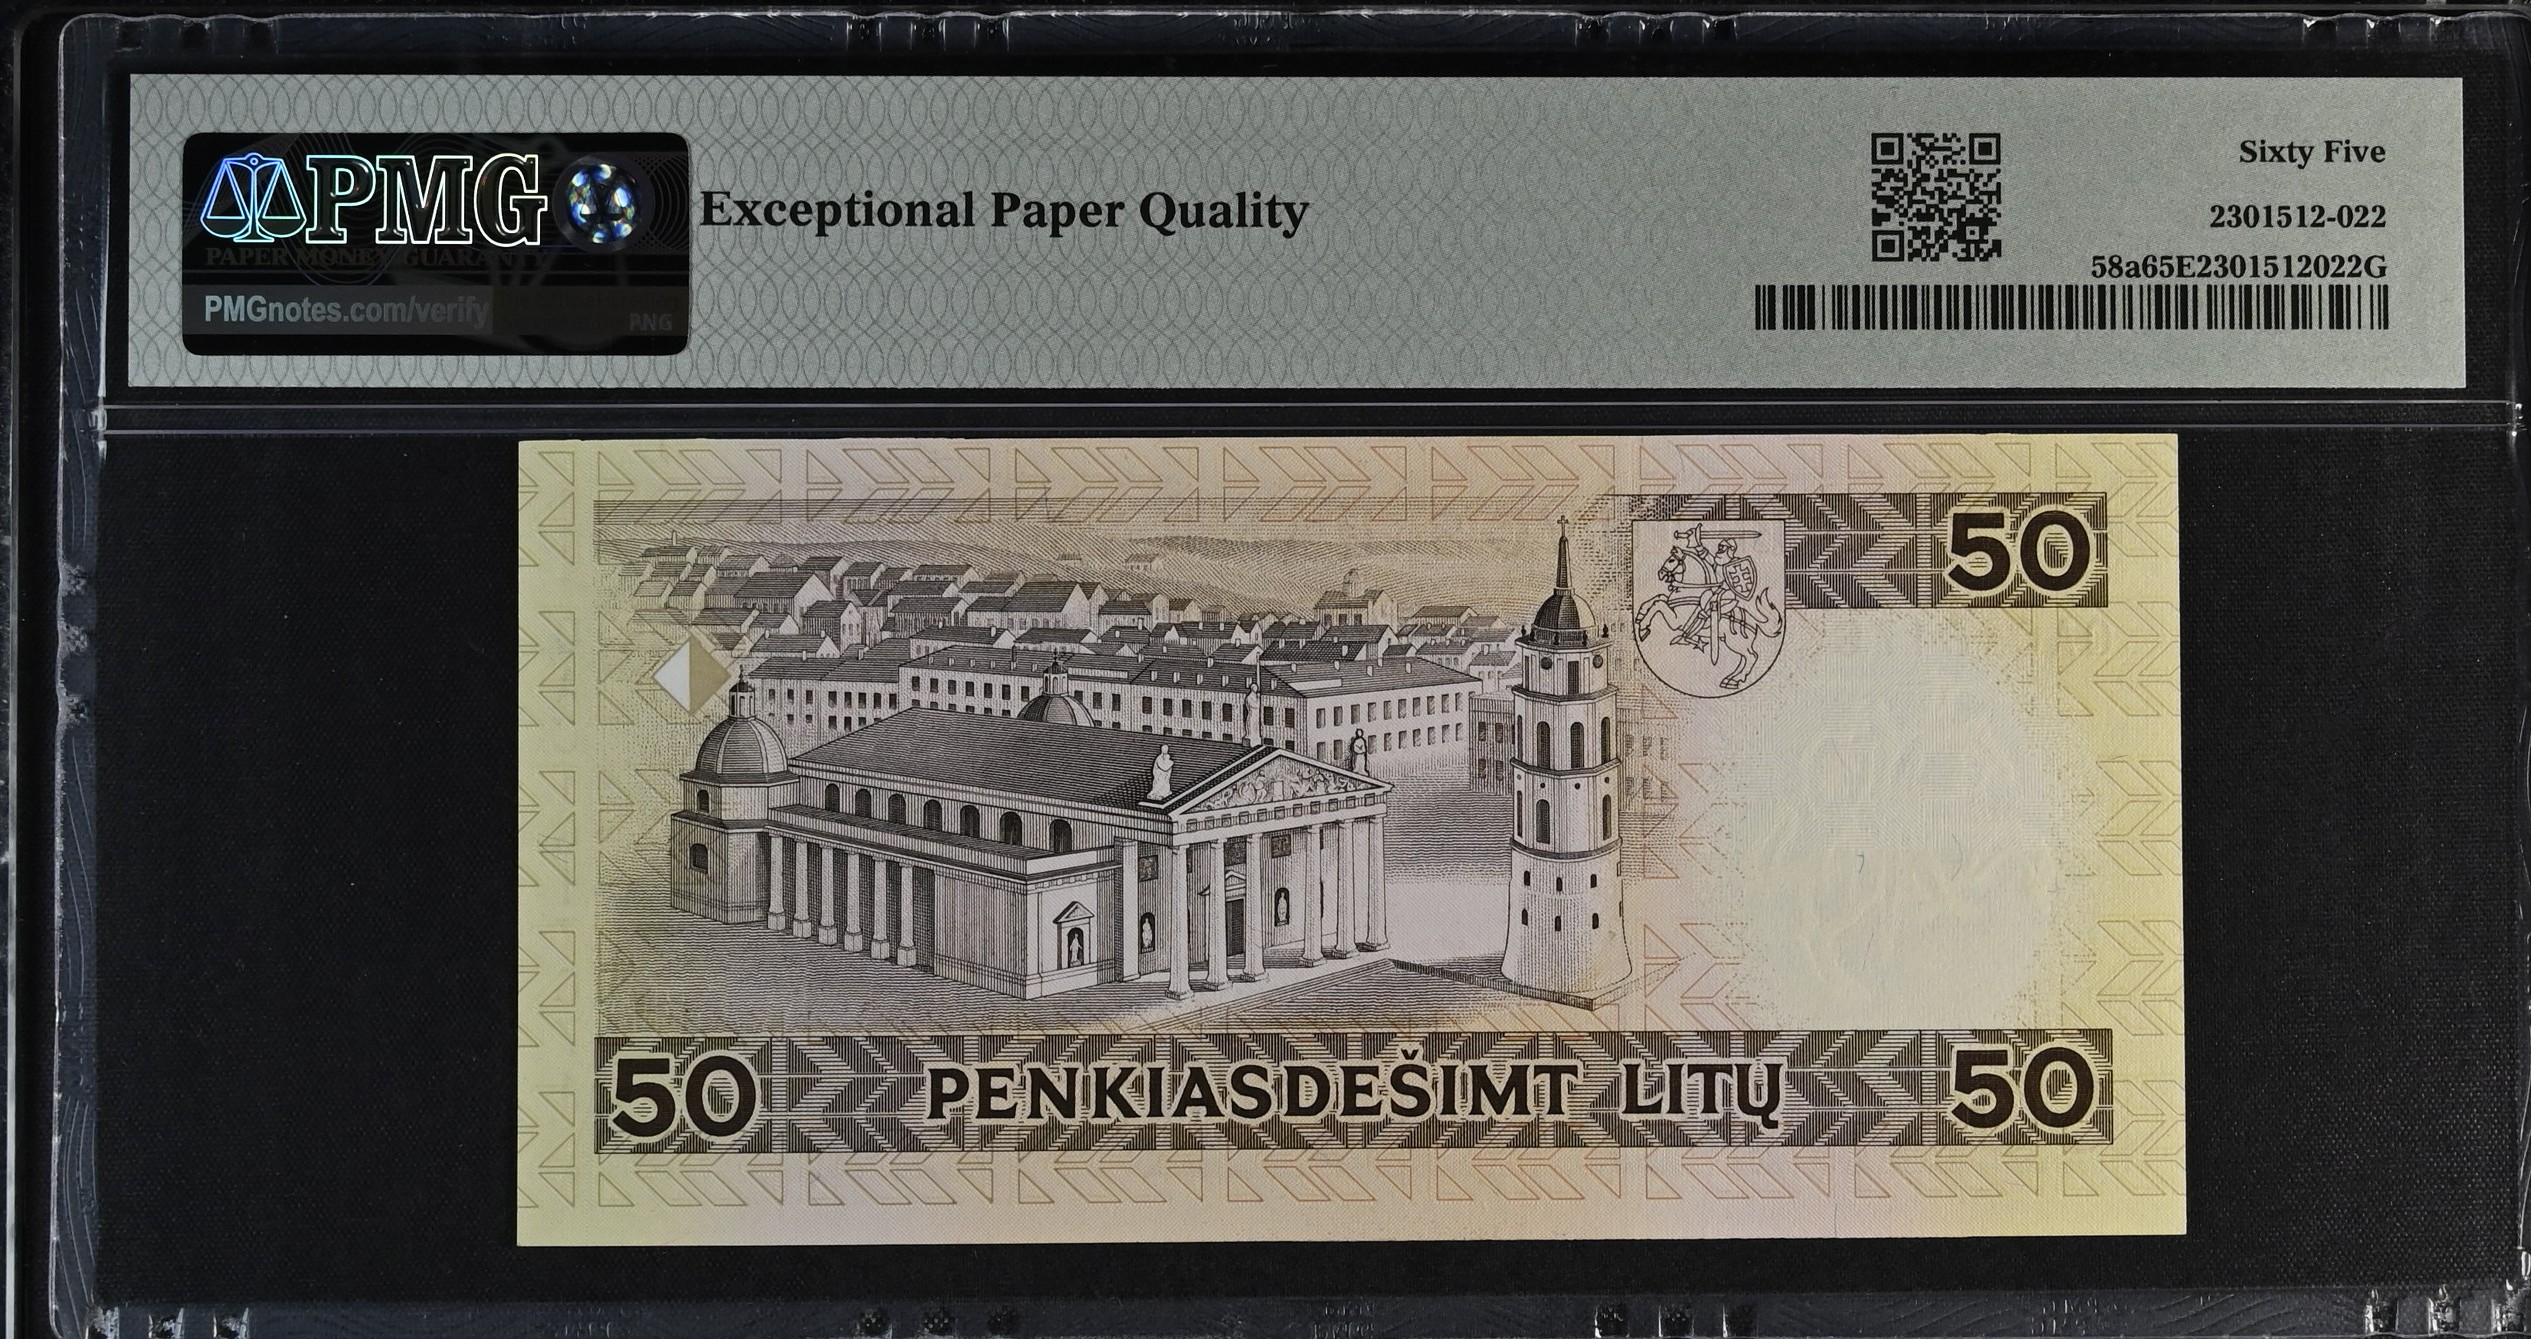 PMG
PAPER MONEY GUARANTY
PMGnotes.com/verify
PNG
Exceptional Paper Quality
Sixty Five
2301512-022
58a65E2301512022G
50
50 PENKIASDEŠIMT LITŲ 50